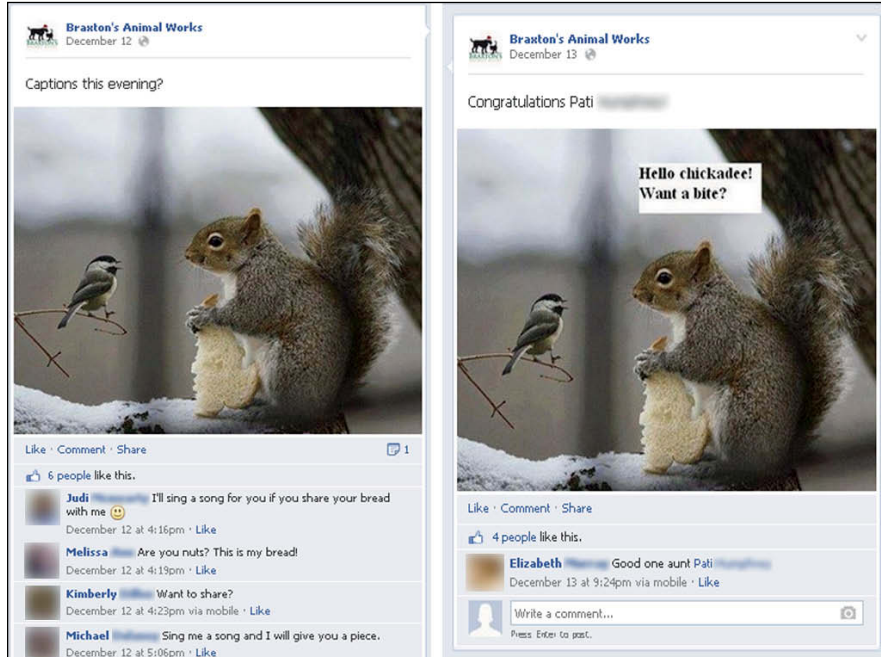 Braxton's Animal Works
December 12
Captions this evening?
Like · Comment · Share
1
6 people like this.
Judi I'll sing a song for you if you share your bread
with me
December 12 at 4:16pm · Like
Melissa Are you nuts? This is my bread!
December 12 at 4:19pm · Like
Kimberly Want to share?
December 12 at 4:23pm via mobile · Like
Michael Sing me a song and I will give you a piece.
December 12 at 5:06pm · Like
Braxton's Animal Works
December 13
Congratulations Pati
Hello chickadee!
Want a bite?
Like · Comment · Share
4 people like this.
Elizabeth Good one aunt Pati
December 13 at 9:24pm via mobile · Like
Write a comment...
Press Enter to post.